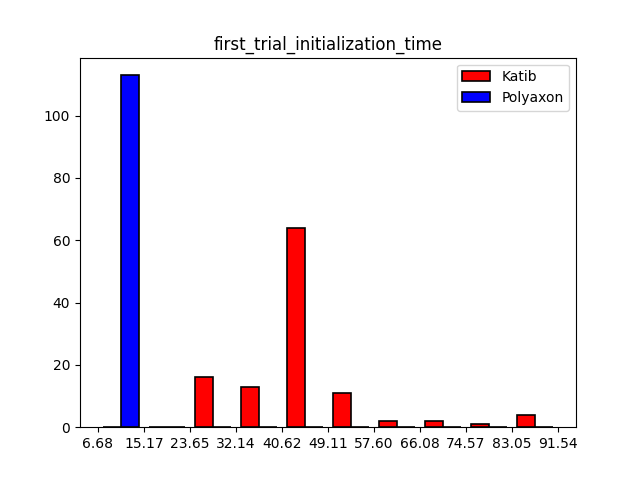 first_trial_initialization_time
Katib
Polyaxon
100
80
60
40
20
0
6.68 15.17 23.65 32.14 40.62 49.11 57.60 66.08 74.57 83.05 91.54